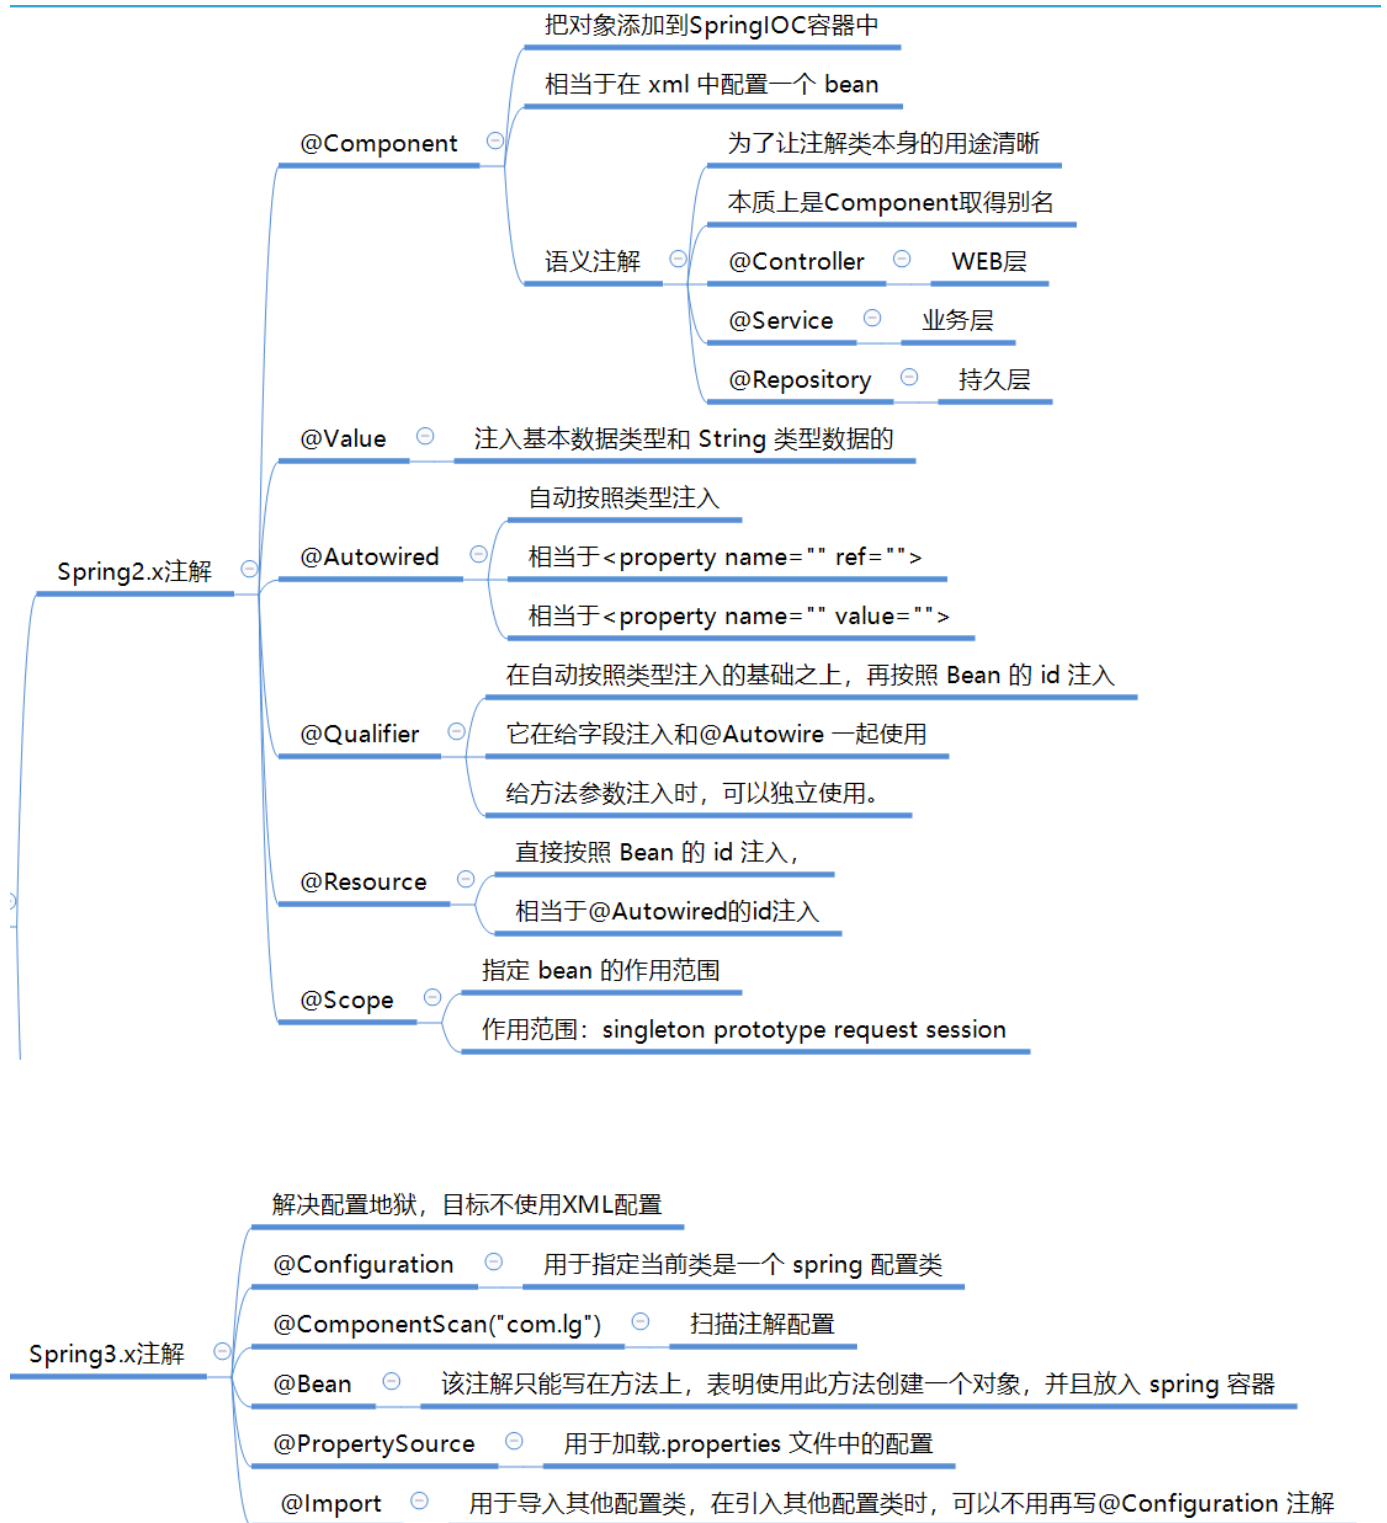 把对象添加到SpringIOC容器中
相当于在 xml 中配置一个 bean
@Component
为了让注解类本身的用途清晰
本质上是Component取得别名
语义注解
@Controller
WEB层
@Service
业务层
@Repository
持久层
@Value
注入基本数据类型和 String 类型数据的
自动按照类型注入
@Autowired
相当于<property name="" ref="">
相当于<property name="" value="">
Spring2.x注解
在自动按照类型注入的基础之上，再按照 Bean 的 id 注入
@Qualifier
它在给字段注入和@Autowire 一起使用
给方法参数注入时，可以独立使用。
直接按照 Bean 的 id 注入，
@Resource
相当于@Autowired的id注入
指定 bean 的作用范围
@Scope
作用范围：singleton prototype request session
解决配置地狱，目标不使用XML配置
@Configuration
用于指定当前类是一个 spring 配置类
@ComponentScan("com.lg")
扫描注解配置
Spring3.x注解
@Bean
该注解只能写在方法上，表明使用此方法创建一个对象，并且放入 spring 容器
@PropertySource
用于加载.properties 文件中的配置
@Import
用于导入其他配置类，在引入其他配置类时，可以不用再写@Configuration 注解